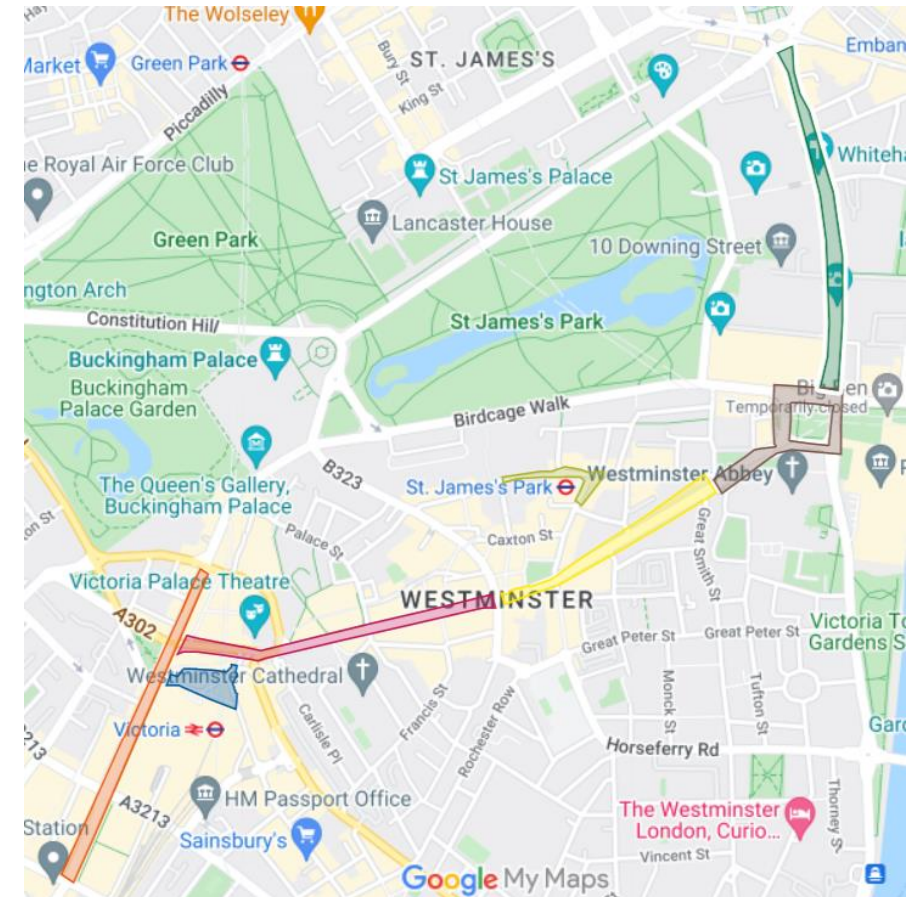 The Wolseley
Ha
Market
Green Park
Bury St
ST. JAMES'S
Emban
Piccadilly
King St
e Royal Air Force Club
St James's Palace
Whiteha
Lancaster House
Green Park
10 Downing Street
ngton Arch
Constitution Hill
St James's Park
Buckingham Palace
Buckingham
Palace Garden
Big Ben
Temporarily closed
Birdcage Walk
B323
The Queen's Gallery,
Buckingham Palace
St. James's Park
Westminster Abbey
on St
Palace St
Caxton St
Great Smith St
Victoria Palace Theatre
WESTMINSTER
A302
Great Peter St
Great Peter St
Victoria To
Gardens S
Westminster Cathedral
Francis St
Monck St
Tufton St
Carlisle Pl
Rochester Row
Victoria
Gard
3213
Horseferry Rd
A3213
HM Passport Office
Thorney S
Station
Sainsbury's
The Westminster
London, Curio...
Vincent St
Google My Maps